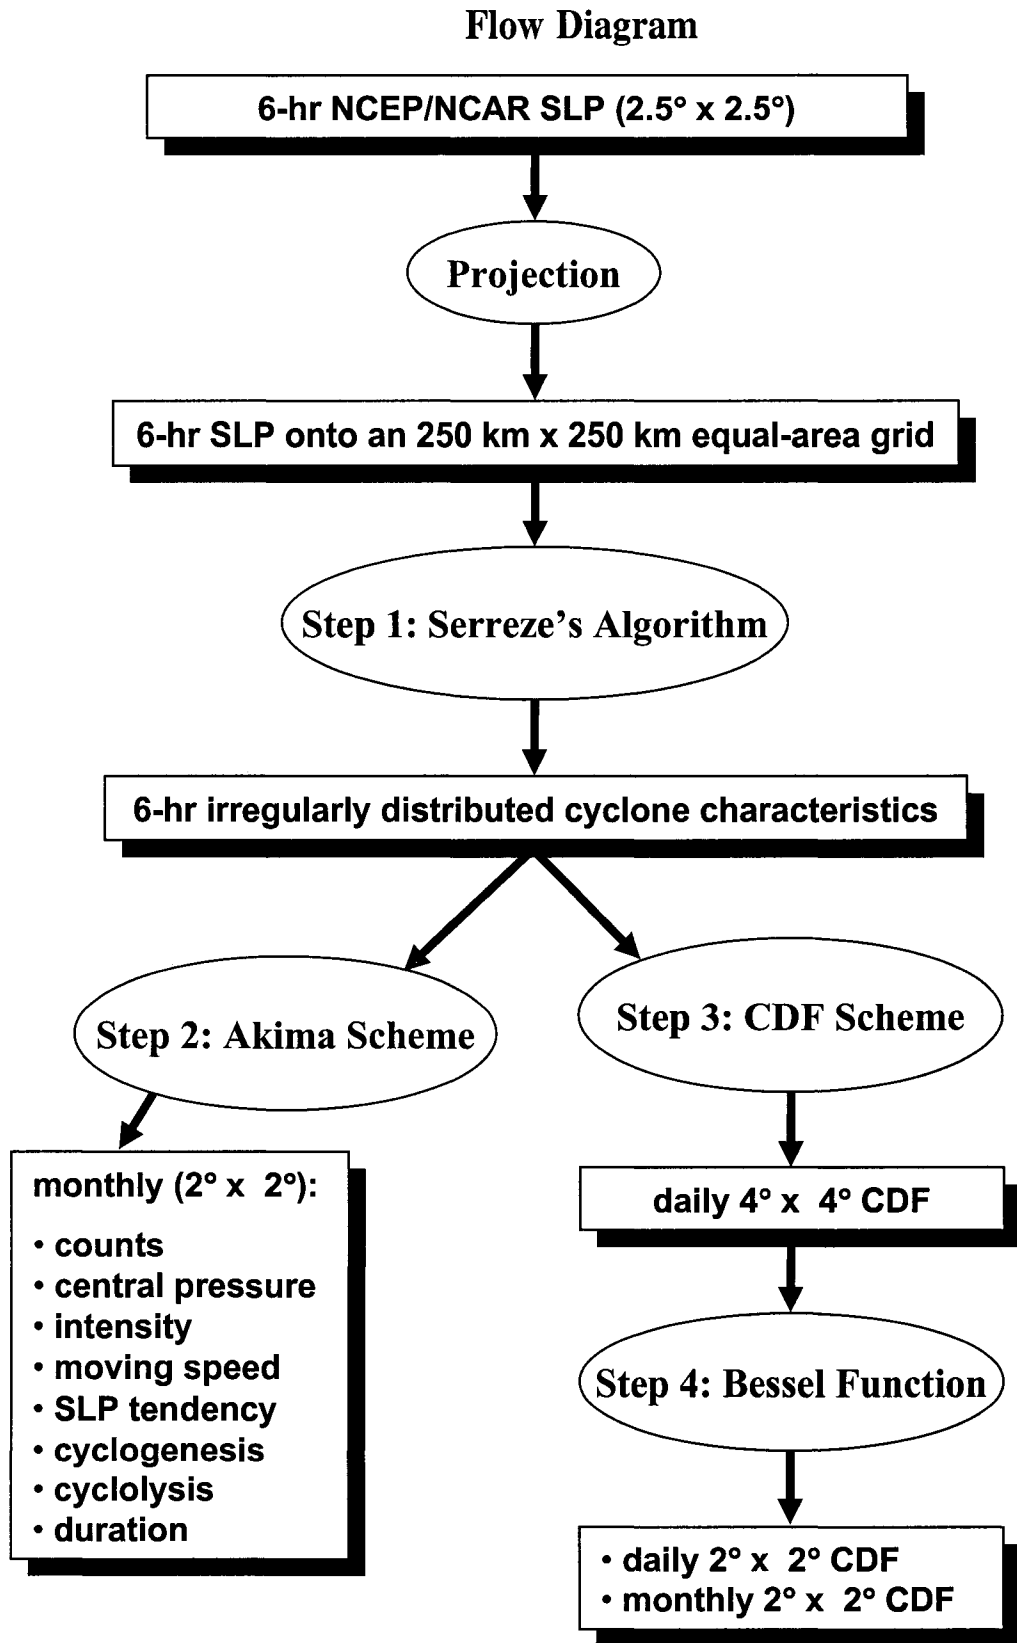 Flow Diagram
6-hr NCEP/NCAR SLP (2.5° x 2.5°)
Projection
6-hr SLP onto an 250 km x 250 km equal-area grid
Step 1: Serreze's Algorithm
6-hr irregularly distributed cyclone characteristics
Step 2: Akima Scheme
monthly (2° x 2°):
• counts
• central pressure
• intensity
• moving speed
• SLP tendency
• cyclogenesis
• cyclolysis
• duration
Step 3: CDF Scheme
daily 4° x 4° CDF
Step 4: Bessel Function
• daily 2° x 2° CDF
• monthly 2° x 2° CDF